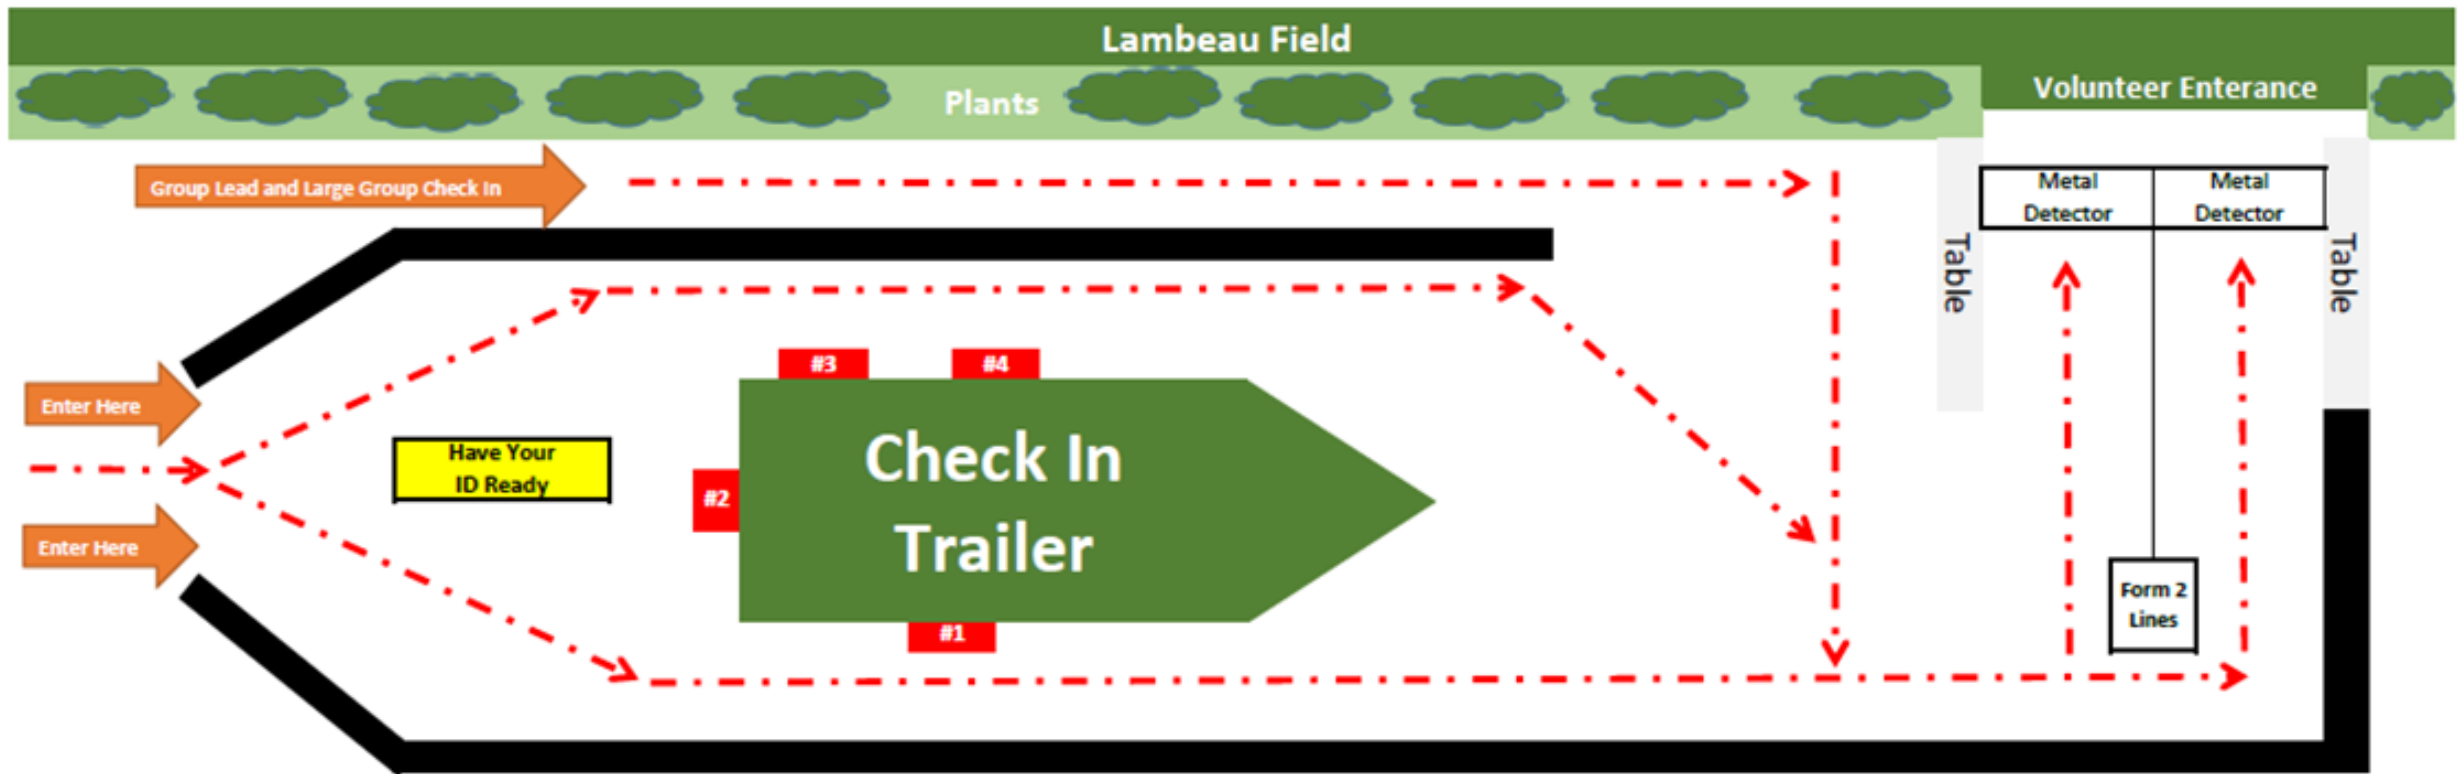 Lambeau Field
Plants
Volunteer Enterance
Group Lead and Large Group Check In
Metal
Detector
Metal
Detector
Table
Table
#3
#4
Enter Here
Have Your
ID Ready
#2
Check In
Trailer
Enter Here
Form 2
Lines
#1